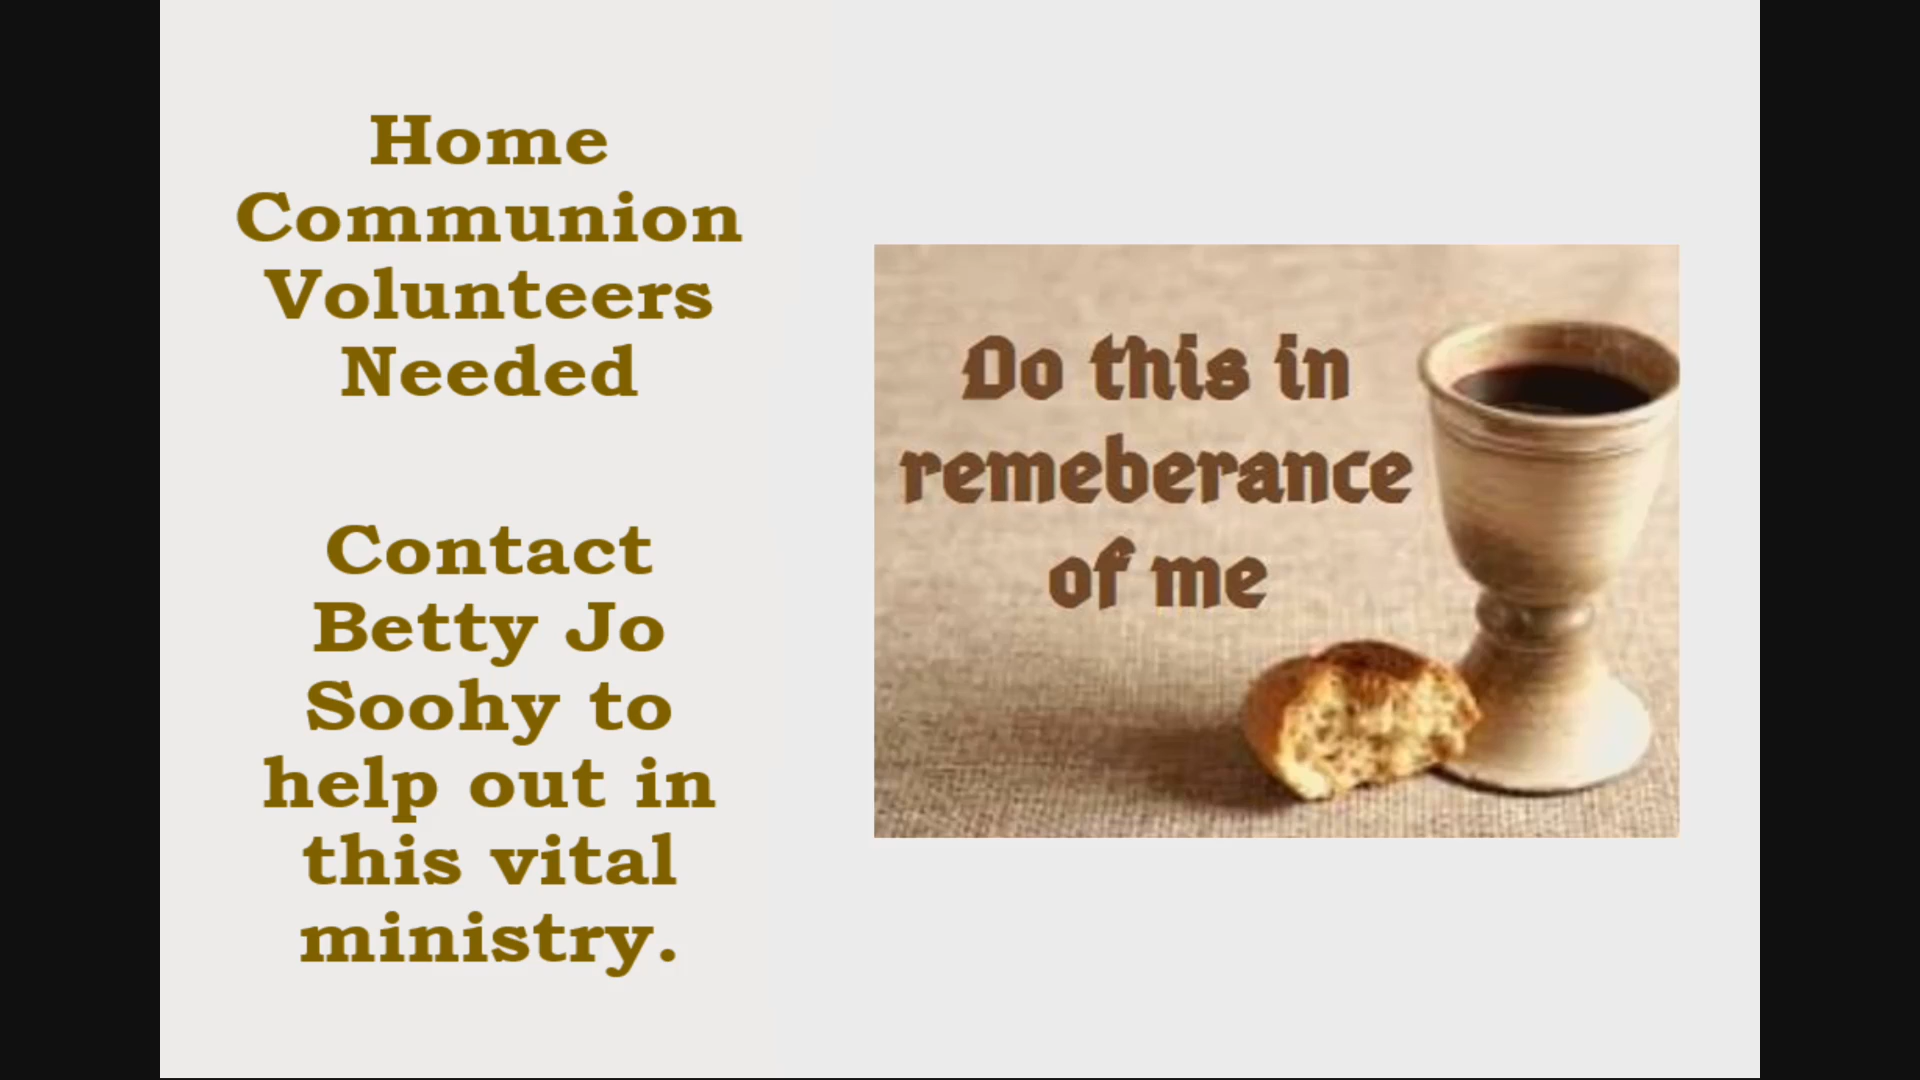 Home
Communion
Volunteers
Needed
Contact
Betty Jo
Soohy to
help out in
this vital
ministry.
Do this in
remeberance
of me